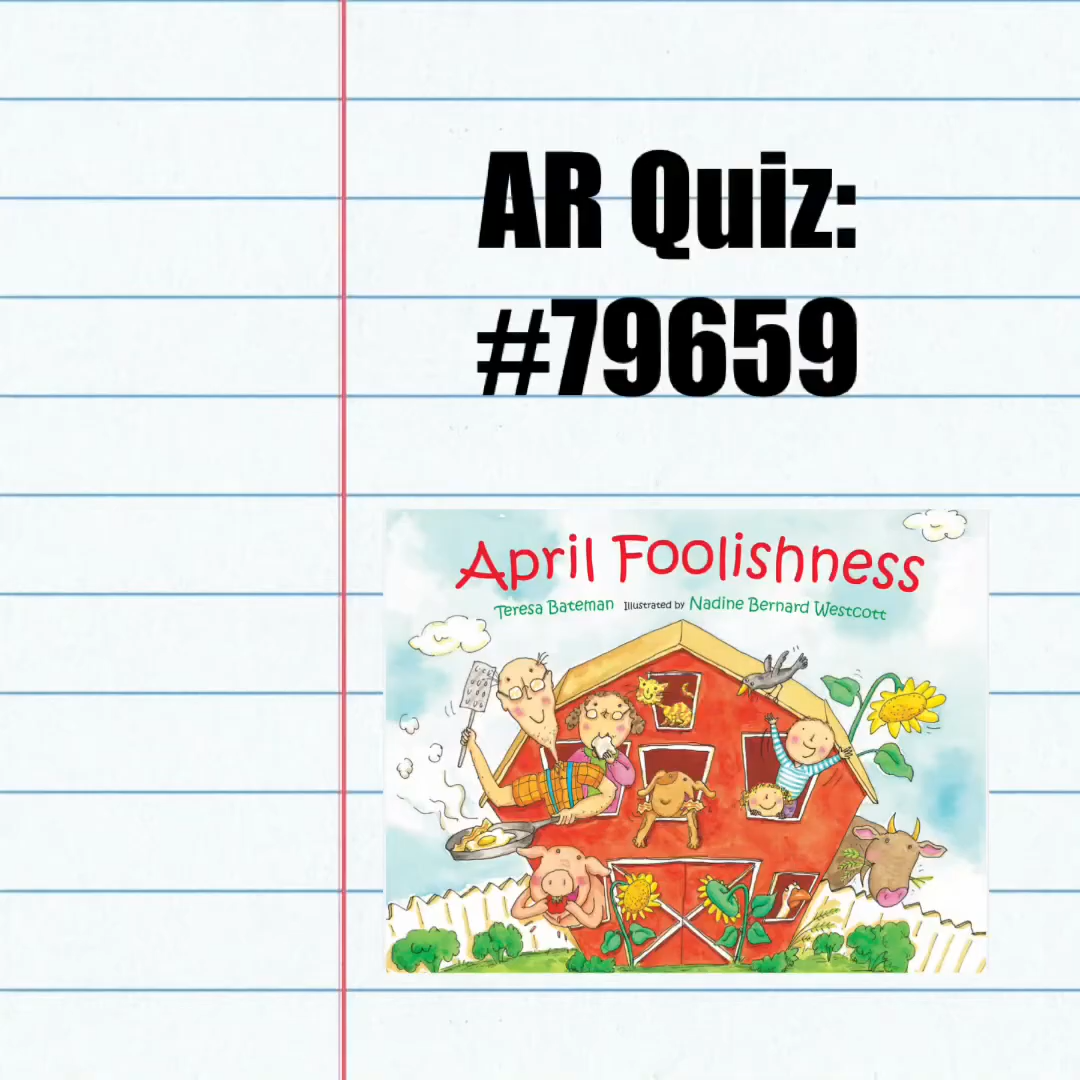 AR Quiz:
#79659
April Foolishness
Teresa Bateman Illustrated by Nadine Bernard Westcott